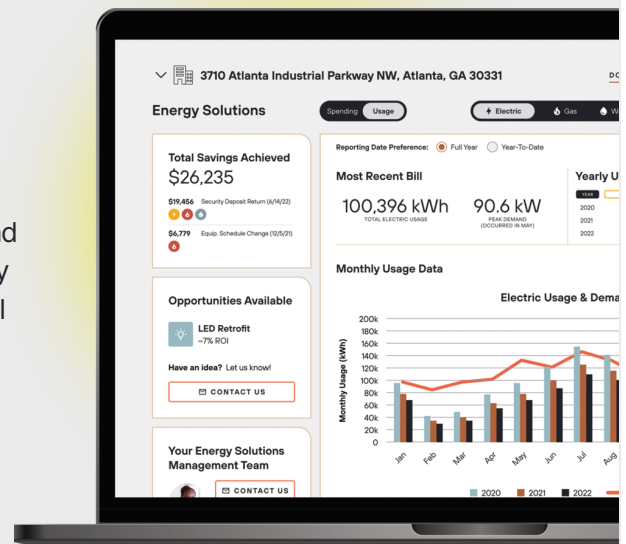 nd
y
l
3710 Atlanta Industrial Parkway NW, Atlanta, GA 30331
Energy Solutions
Spending Usage
Electric Gas
Total Savings Achieved
$26,235
$19,456 Security Deposit Return (6/14/22)
$6,779 Equip. Schedule Change (12/5/21)
Opportunities Available
LED Retrofit
~7% ROI
Have an idea? Let us know!
CONTACT US
Your Energy Solutions
Management Team
CONTACT US
Reporting Date Preference: Full Year Year-To-Date
Most Recent Bill
100,396 kWh
TOTAL ELECTRIC USAGE
90.6 kW
PEAK DEMAND
(OCCURRED IN MAY)
Yearly U
YEAR
2020
2021
2022
Monthly Usage Data
Electric Usage & Dema
Monthly Usage (kWh)
200k
180k
160k
140k
120k
100k
80k
60k
40k
20k
0
Jan Feb Mar Apr May Jun Jul Aug
2020 2021 2022